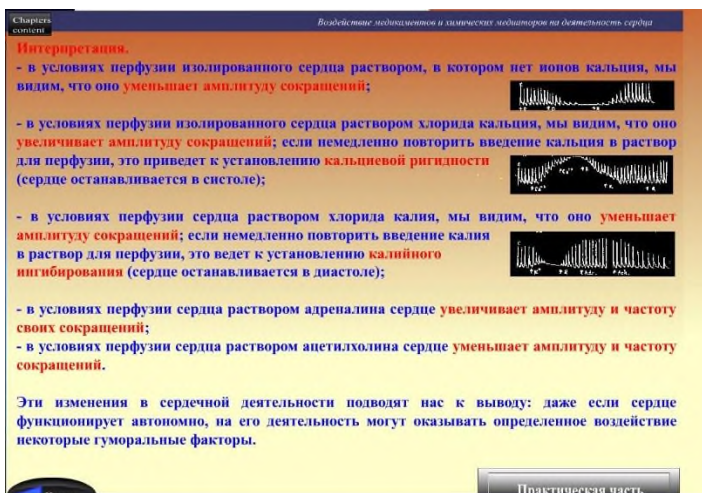 Chapters
content
Воздействие медикаментов и химических медиаторов на деятельность сердца
Интерпретация.
- в условиях перфузии изолированного сердца раствором, в котором нет ионов кальция, мы
видим, что оно уменьшает амплитуду сокращений;
- в условиях перфузии изолированного сердца раствором хлорида кальция, мы видим, что оно
увеличивает амплитуду сокращений; если немедленно повторить введение кальция в раствор
для перфузии, это приведет к установлению кальциевой ригидности
(сердце останавливается в систоле);
- в условиях перфузии сердца раствором хлорида калия, мы видим, что оно уменьшает
амплитуду сокращений; если немедленно повторить введение калия
в раствор для перфузии, это ведет к установлению калийного
ингибирования (сердце останавливается в диастоле);
- в условиях перфузии сердца раствором адреналина сердце увеличивает амплитуду и частоту
своих сокращений;
- в условиях перфузии сердца раствором ацетилхолина сердце уменьшает амплитуду и частоту
сокращений.
Эти изменения в сердечной деятельности подводят нас к выводу: даже если сердце
функционирует автономно, на его деятельность могут оказывать определенное воздействие
некоторые гуморальные факторы.
Практическая часть